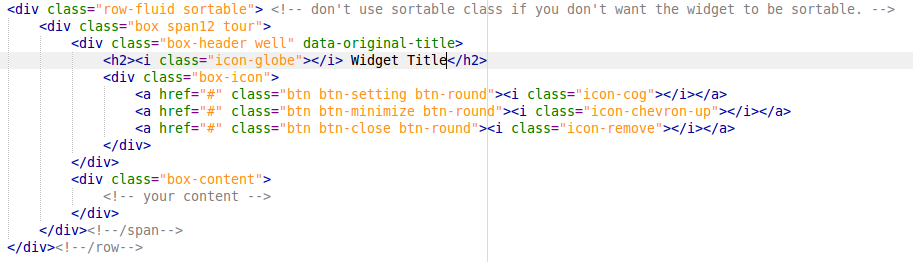 <div class="row-fluid sortable"> <!-- don't use sortable class if you don't want the widget to be sortable. -->
<div class="box span12 tour">
<div class="box-header well" data-original-title>
<h2><i class="icon-globe"></i> Widget Title</h2>
<div class="box-icon">
<a href="#" class="btn btn-setting btn-round"><i class="icon-cog"></i></a>
<a href="#" class="btn btn-minimize btn-round"><i class="icon-chevron-up"></i></a>
<a href="#" class="btn btn-close btn-round"><i class="icon-remove"></i></a>
</div>
</div>
<div class="box-content">
<!-- your content -->
</div>
</div><!--/span-->
</div><!--/row-->